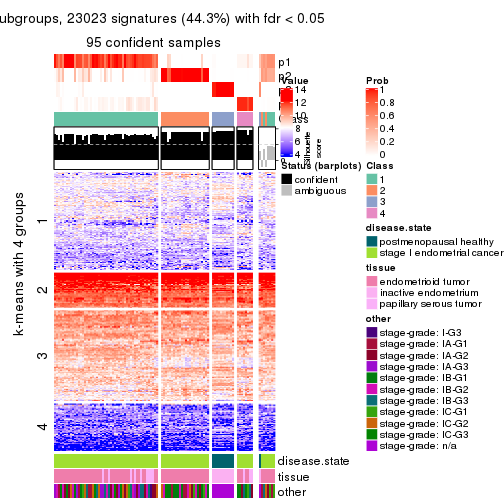 ubgroups, 23023 signatures (44.3%) with fdr < 0.05
95 confident samples
p1
p2
Class
Value
14
12
10
8
6
4
Silhouette score
Status (barplots)
confident
ambiguous
Prob
1
0.8
0.6
0.4
0.2
0
Class
1
2
3
4
disease.state
postmenopausal healthy
stage I endometrial cancer
tissue
endometrioid tumor
inactive endometrium
papillary serous tumor
other
stage-grade: I-G3
stage-grade: IA-G1
stage-grade: IA-G2
stage-grade: IA-G3
stage-grade: IB-G1
stage-grade: IB-G2
stage-grade: IB-G3
stage-grade: IC-G1
stage-grade: IC-G2
stage-grade: IC-G3
stage-grade: n/a
k-means with 4 groups
1
2
3
4
disease.state
tissue
other